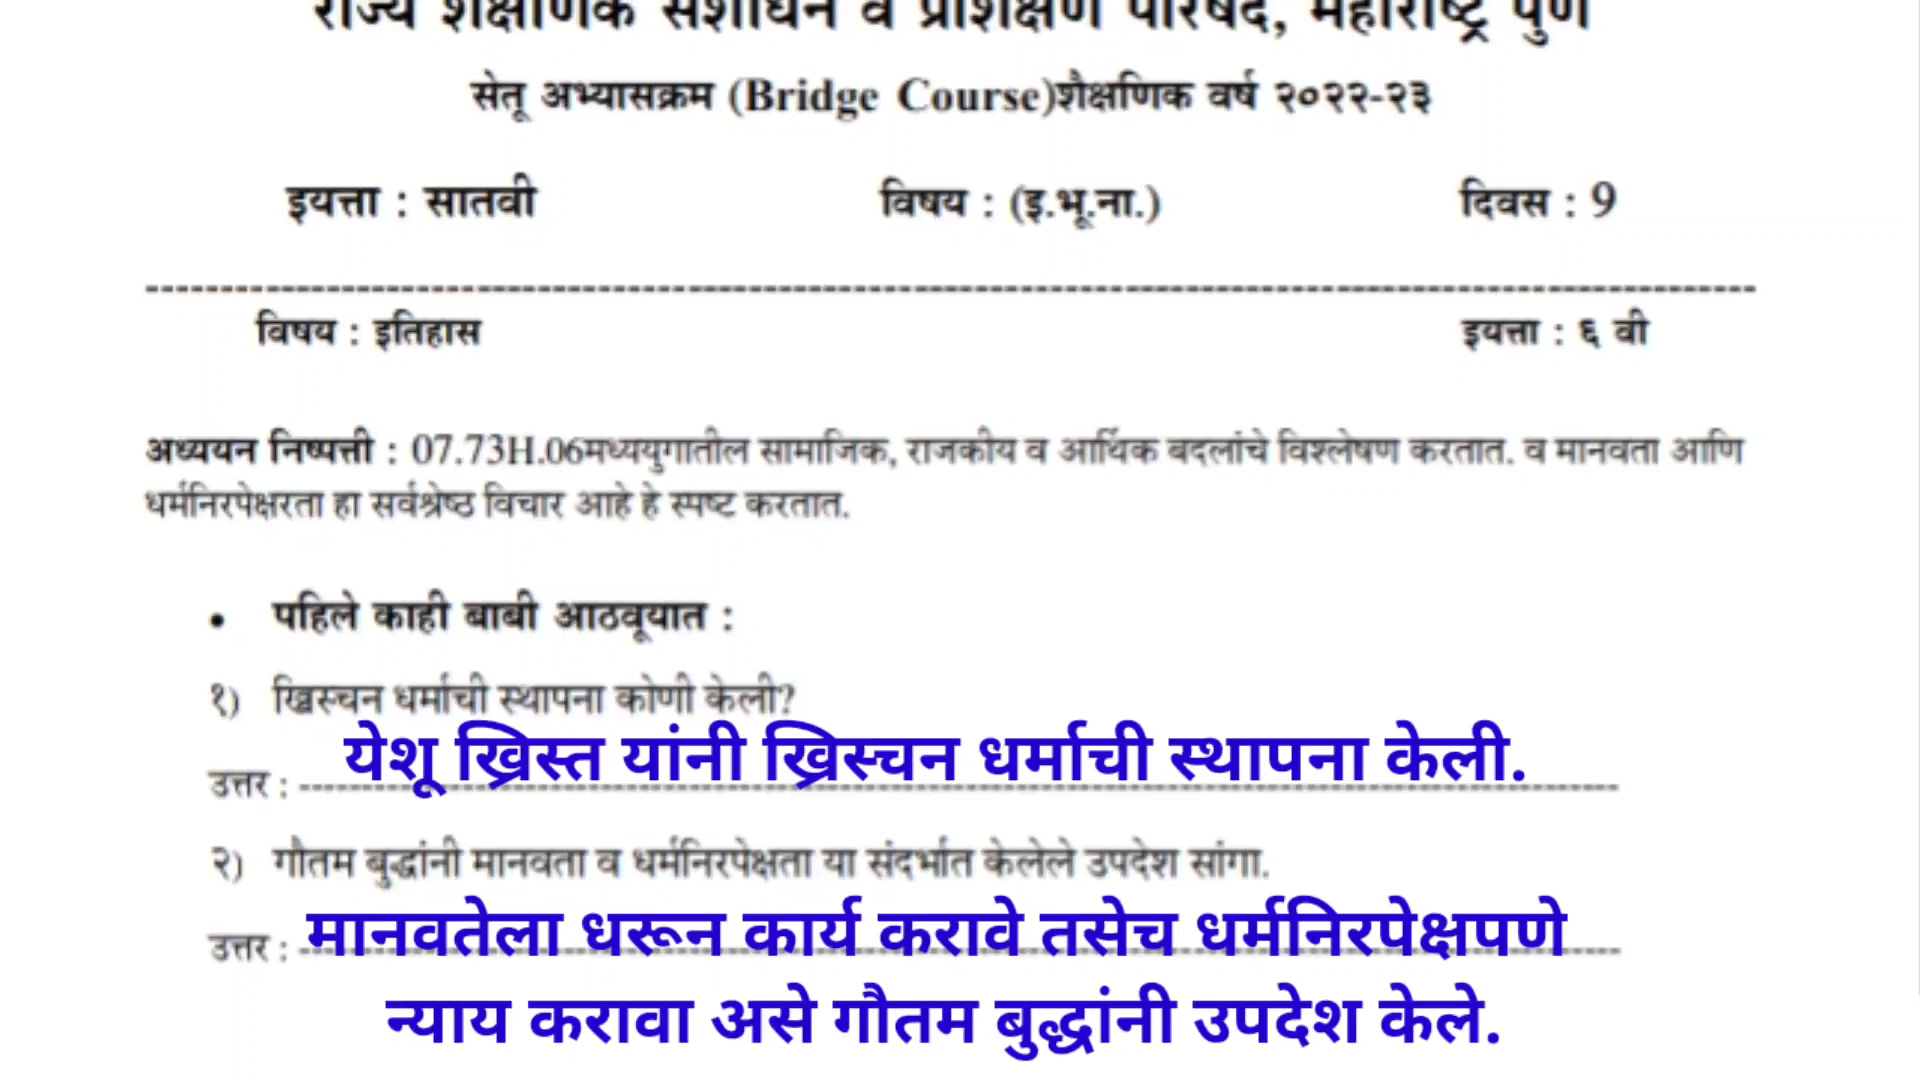 राज्य शैक्षणिक संशोधन व प्रशिक्षण परिषद, महाराष्ट्र पुणे
सेतू अभ्यासक्रम (Bridge Course)शैक्षणिक वर्ष २०२२-२३
इयत्ता : सातवी विषय : (इ.भू.ना.) दिवस : 9
विषय : इतिहास इयत्ता : ६ वी
अध्ययन निष्पत्ती : 07.73H.06मध्ययुगातील सामाजिक, राजकीय व आर्थिक बदलांचे विश्लेषण करतात. व मानवता आणि
धर्मनिरपेक्षरता हा सर्वश्रेष्ठ विचार आहे हे स्पष्ट करतात.
• पहिले काही बाबी आठवूयात :
१) ख्रिस्चन धर्माची स्थापना कोणी केली?
येशू ख्रिस्त यांनी ख्रिस्चन धर्माची स्थापना केली.
उत्तर :
२) गौतम बुद्धांनी मानवता व धर्मनिरपेक्षता या संदर्भात केलेले उपदेश सांगा.
मानवतेला धरून कार्य करावे तसेच धर्मनिरपेक्षपणे
उत्तर :
न्याय करावा असे गौतम बुद्धांनी उपदेश केले.